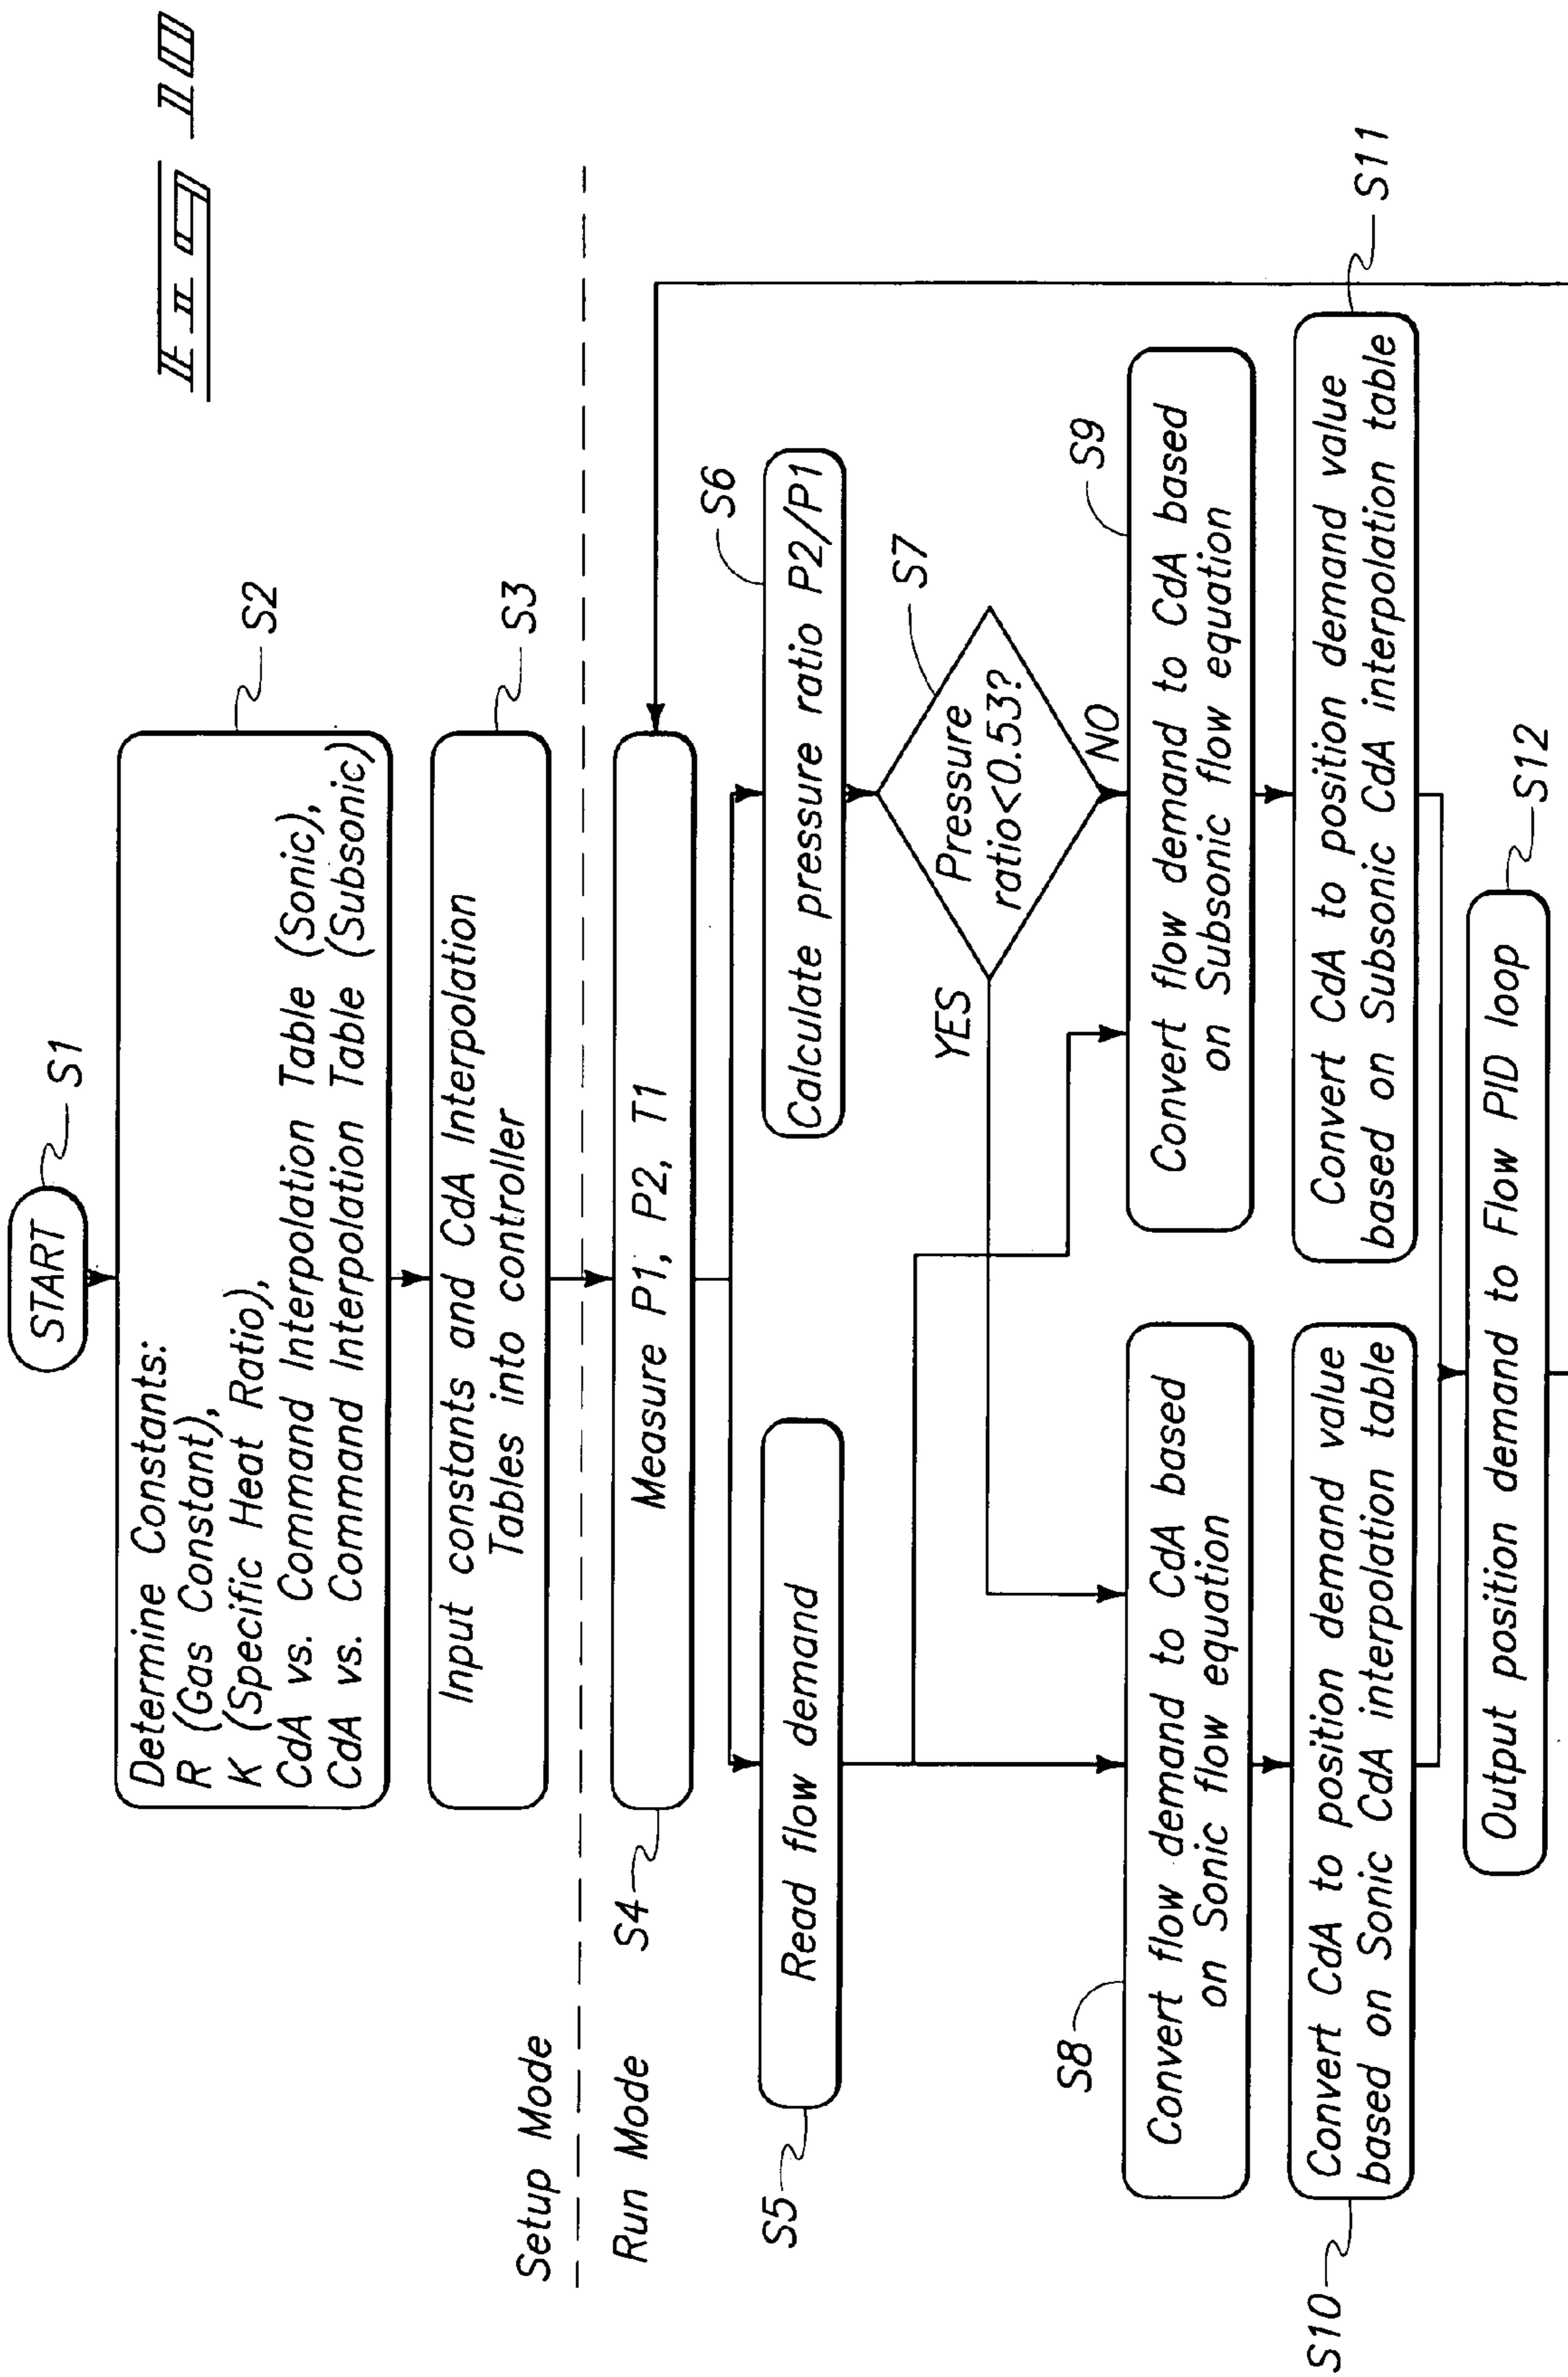 FIG. 10
START
S1
Determine Constants:
R (Gas Constant),
K (Specific Heat Ratio),
CdA vs. Command Interpolation Table (Sonic),
CdA vs. Command Interpolation Table (Subsonic)
S2
Input constants and CdA Interpolation
Tables into controller
S3
Setup Mode
Run Mode
S4
Measure P1, P2, T1
S5
Read flow demand
Calculate pressure ratio P2/P1
S6
Pressure
ratio<0.53?
S7
YES
NO
S8
Convert flow demand to CdA based
on Sonic flow equation
Convert flow demand to CdA based
on Subsonic flow equation
S9
S10
Convert CdA to position demand value
based on Sonic CdA interpolation table
Convert CdA to position demand value
based on Subsonic CdA interpolation table
S11
Output position demand to Flow PID loop
S12